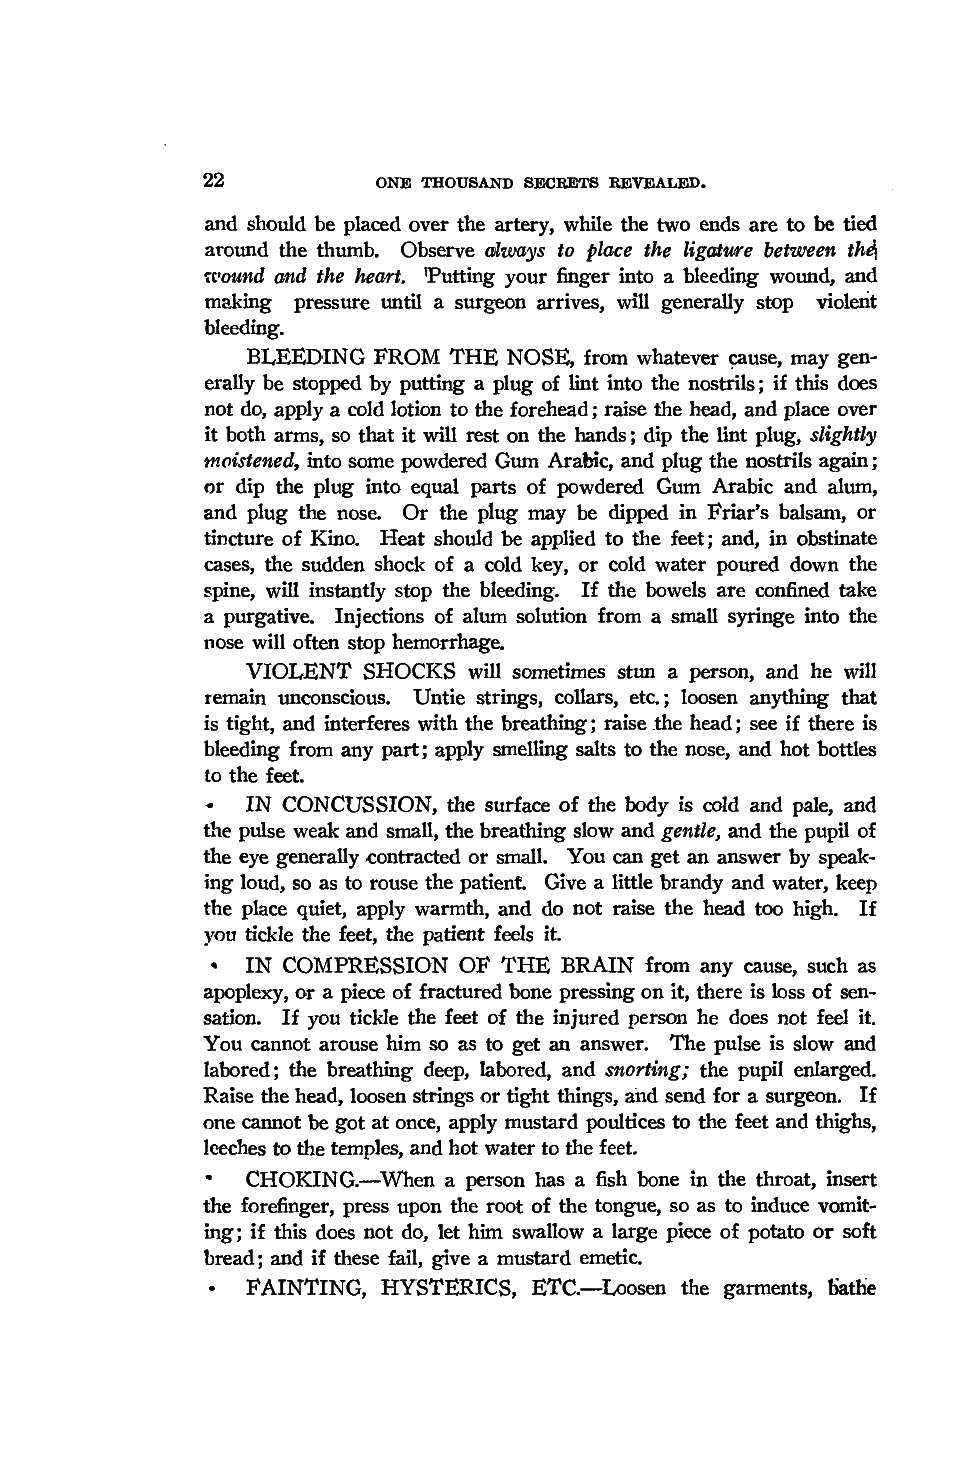 22 ONE THOUSAND SECRETS REVEALED.
and should be placed over the artery, while the two ends are to be tied
around the thumb. Observe always to place the ligature between the
wound and the heart. Putting your finger into a bleeding wound, and
making pressure until a surgeon arrives, will generally stop violent
bleeding.
BLEEDING FROM THE NOSE, from whatever cause, may gen-
erally be stopped by putting a plug of lint into the nostrils; if this does
not do, apply a cold lotion to the forehead; raise the head, and place over
it both arms, so that it will rest on the hands; dip the lint plug, slightly
moistened, into some powdered Gum Arabic, and plug the nostrils again;
or dip the plug into equal parts of powdered Gum Arabic and alum,
and plug the nose. Or the plug may be dipped in Friar's balsam, or
tincture of Kino. Heat should be applied to the feet; and, in obstinate
cases, the sudden shock of a cold key, or cold water poured down the
spine, will instantly stop the bleeding. If the bowels are confined take
a purgative. Injections of alum solution from a small syringe into the
nose will often stop hemorrhage.
VIOLENT SHOCKS will sometimes stun a person, and he will
remain unconscious. Untie strings, collars, etc.; loosen anything that
is tight, and interferes with the breathing; raise the head; see if there is
bleeding from any part; apply smelling salts to the nose, and hot bottles
to the feet.
IN CONCUSSION, the surface of the body is cold and pale, and
the pulse weak and small, the breathing slow and gentle, and the pupil of
the eye generally contracted or small. You can get an answer by speak-
ing loud, so as to rouse the patient. Give a little brandy and water, keep
the place quiet, apply warmth, and do not raise the head too high. If
you tickle the feet, the patient feels it.
IN COMPRESSION OF THE BRAIN from any cause, such as
apoplexy, or a piece of fractured bone pressing on it, there is loss of sen-
sation. If you tickle the feet of the injured person he does not feel it.
You cannot arouse him so as to get an answer. The pulse is slow and
labored; the breathing deep, labored, and snorting; the pupil enlarged.
Raise the head, loosen strings or tight things, and send for a surgeon. If
one cannot be got at once, apply mustard poultices to the feet and thighs,
leeches to the temples, and hot water to the feet.
CHOKING.—When a person has a fish bone in the throat, insert
the forefinger, press upon the root of the tongue, so as to induce vomit-
ing; if this does not do, let him swallow a large piece of potato or soft
bread; and if these fail, give a mustard emetic.
FAINTING, HYSTERICS, ETC.—Loosen the garments, bathe